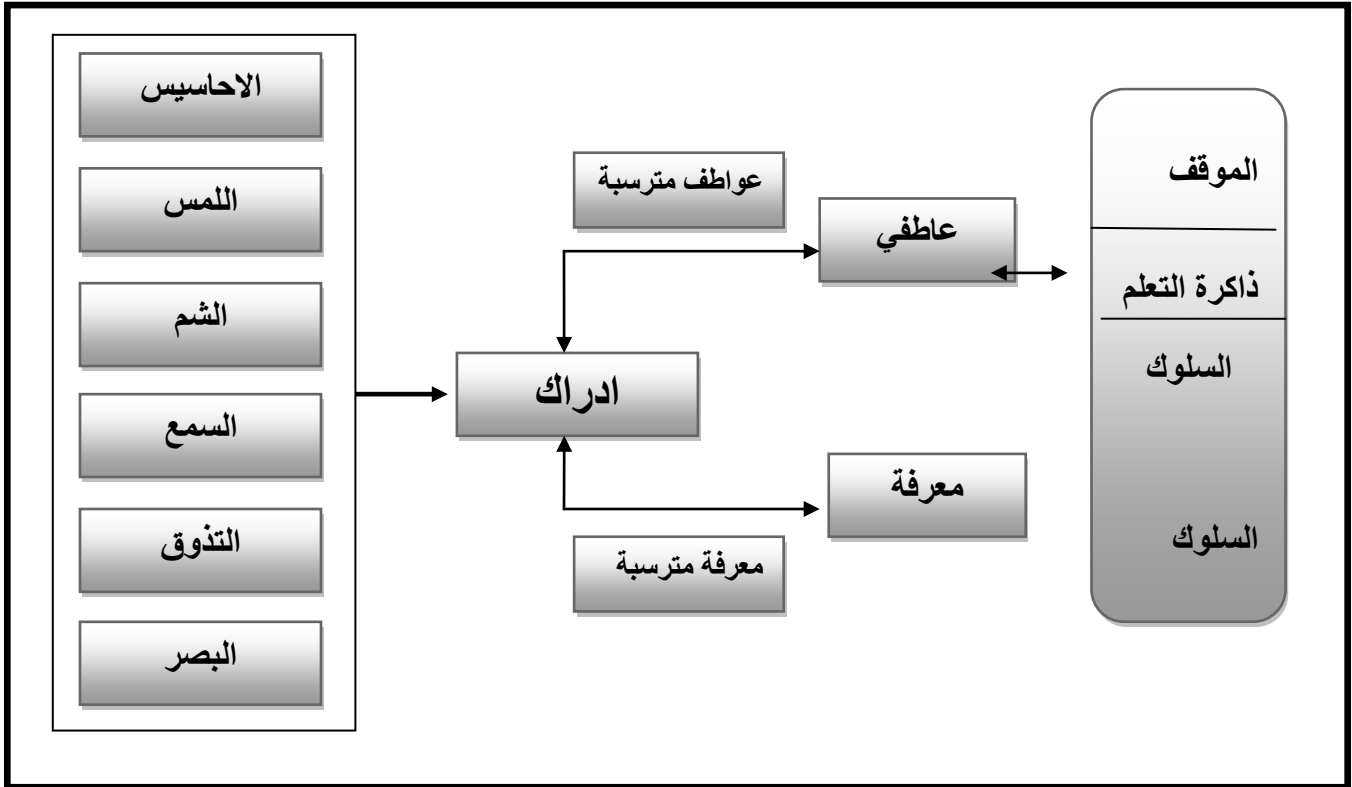 الاحاسيس
اللمس
الشم
السمع
التذوق
البصر
ادراك
عواطف مترسبة
عاطفي
معرفة
معرفة مترسبة
الموقف
ذاكرة التعلم
السلوك
السلوك